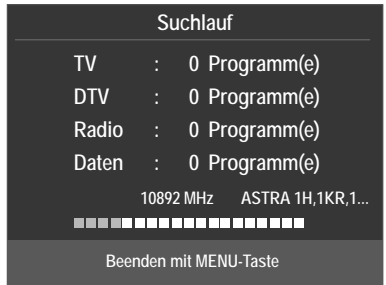 Suchlauf
TV : 0 Programm(e)
DTV : 0 Programm(e)
Radio : 0 Programm(e)
Daten : 0 Programm(e)
10892 MHz ASTRA 1H,1KR,1...
Beenden mit MENU-Taste